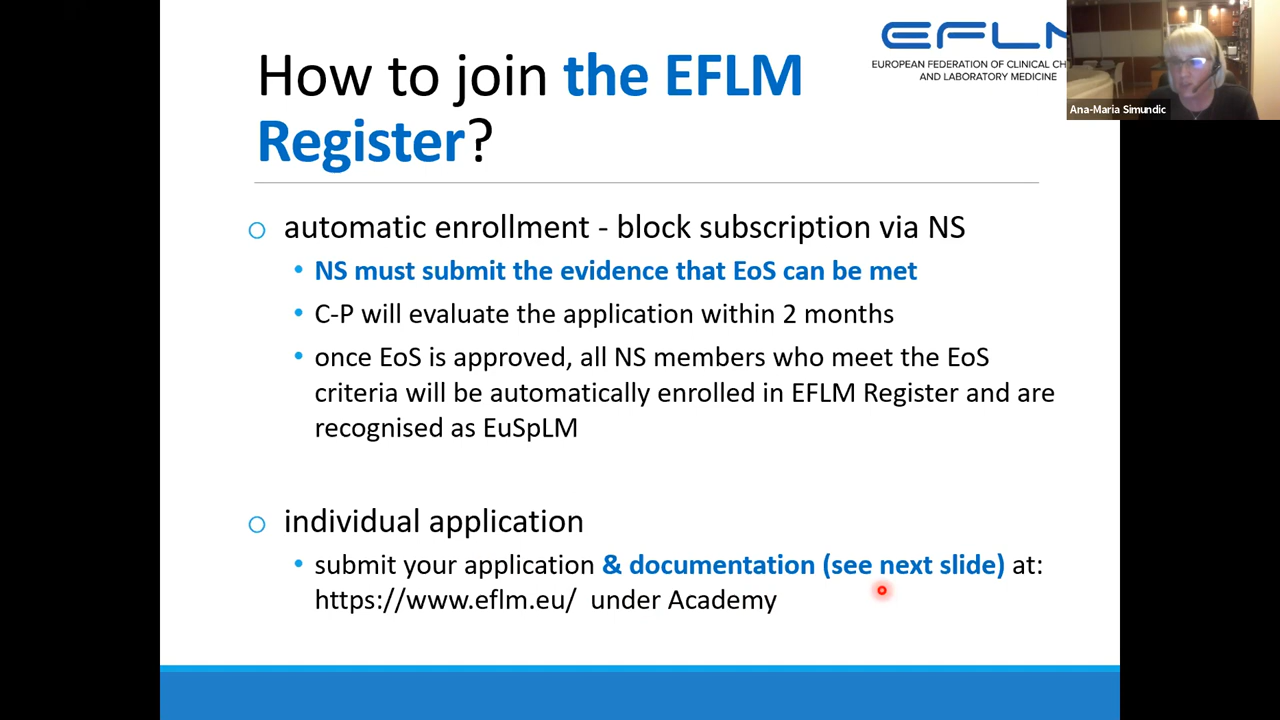 How to join the EFLM
Register?
EFLM
EUROPEAN FEDERATION OF CLINICAL CH
AND LABORATORY MEDICINE
Ana-Maria Simundic
o automatic enrollment - block subscription via NS
• NS must submit the evidence that EoS can be met
• C-P will evaluate the application within 2 months
• once EoS is approved, all NS members who meet the EoS
criteria will be automatically enrolled in EFLM Register and are
recognised as EuSpLM
o individual application
• submit your application & documentation (see next slide) at:
https://www.eflm.eu/ under Academy